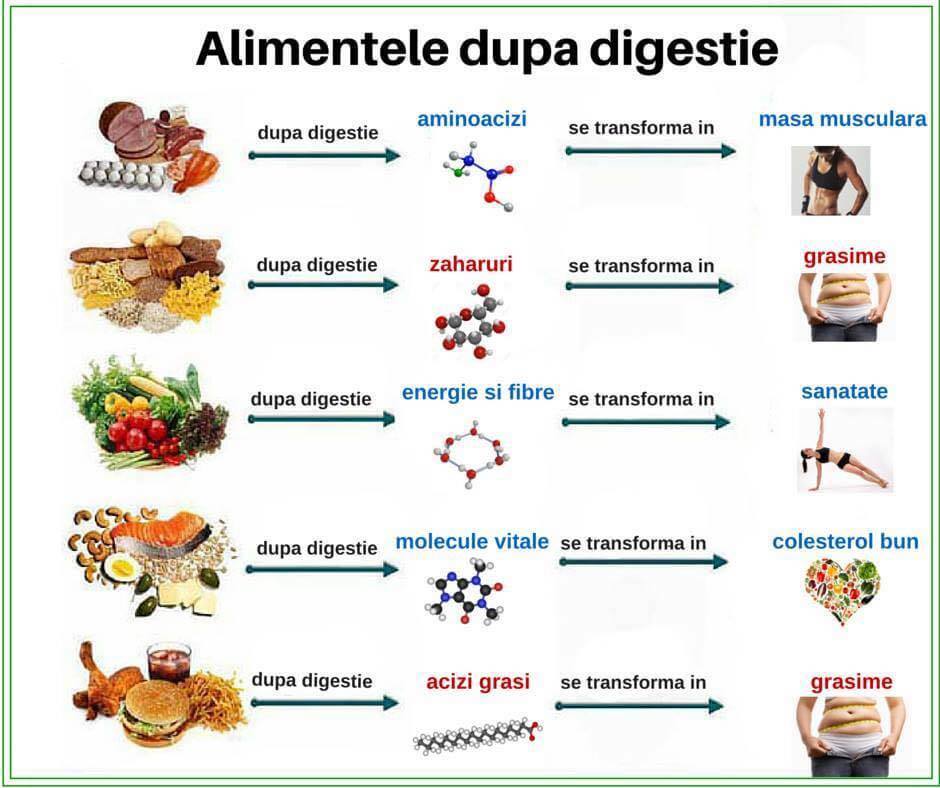 Alimentele dupa digestie
dupa digestie
aminoacizi
se transforma in
masa musculara
dupa digestie
zaharuri
se transforma in
grasime
dupa digestie
energie si fibre
se transforma in
sanatate
dupa digestie
molecule vitale
se transforma in
colesterol bun
dupa digestie
acizi grasi
se transforma in
grasime